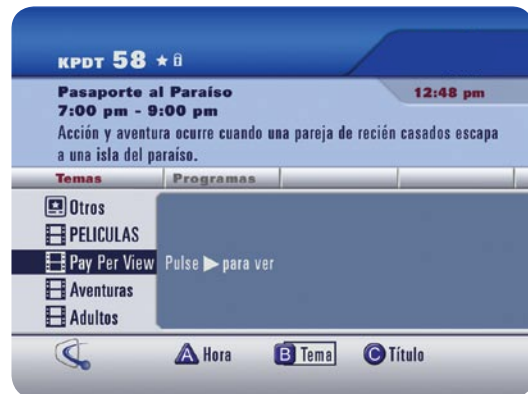 KPDT 58
Pasaporte al Paraíso
12:48 pm
7:00 pm - 9:00 pm
Acción y aventura ocurre cuando una pareja de recién casados escapa
a una isla del paraíso.
Temas Programas
Otros
PELICULAS
Pay Per View Pulse ▶ para ver
Aventuras
Adultos
A Hora B Tema C Título